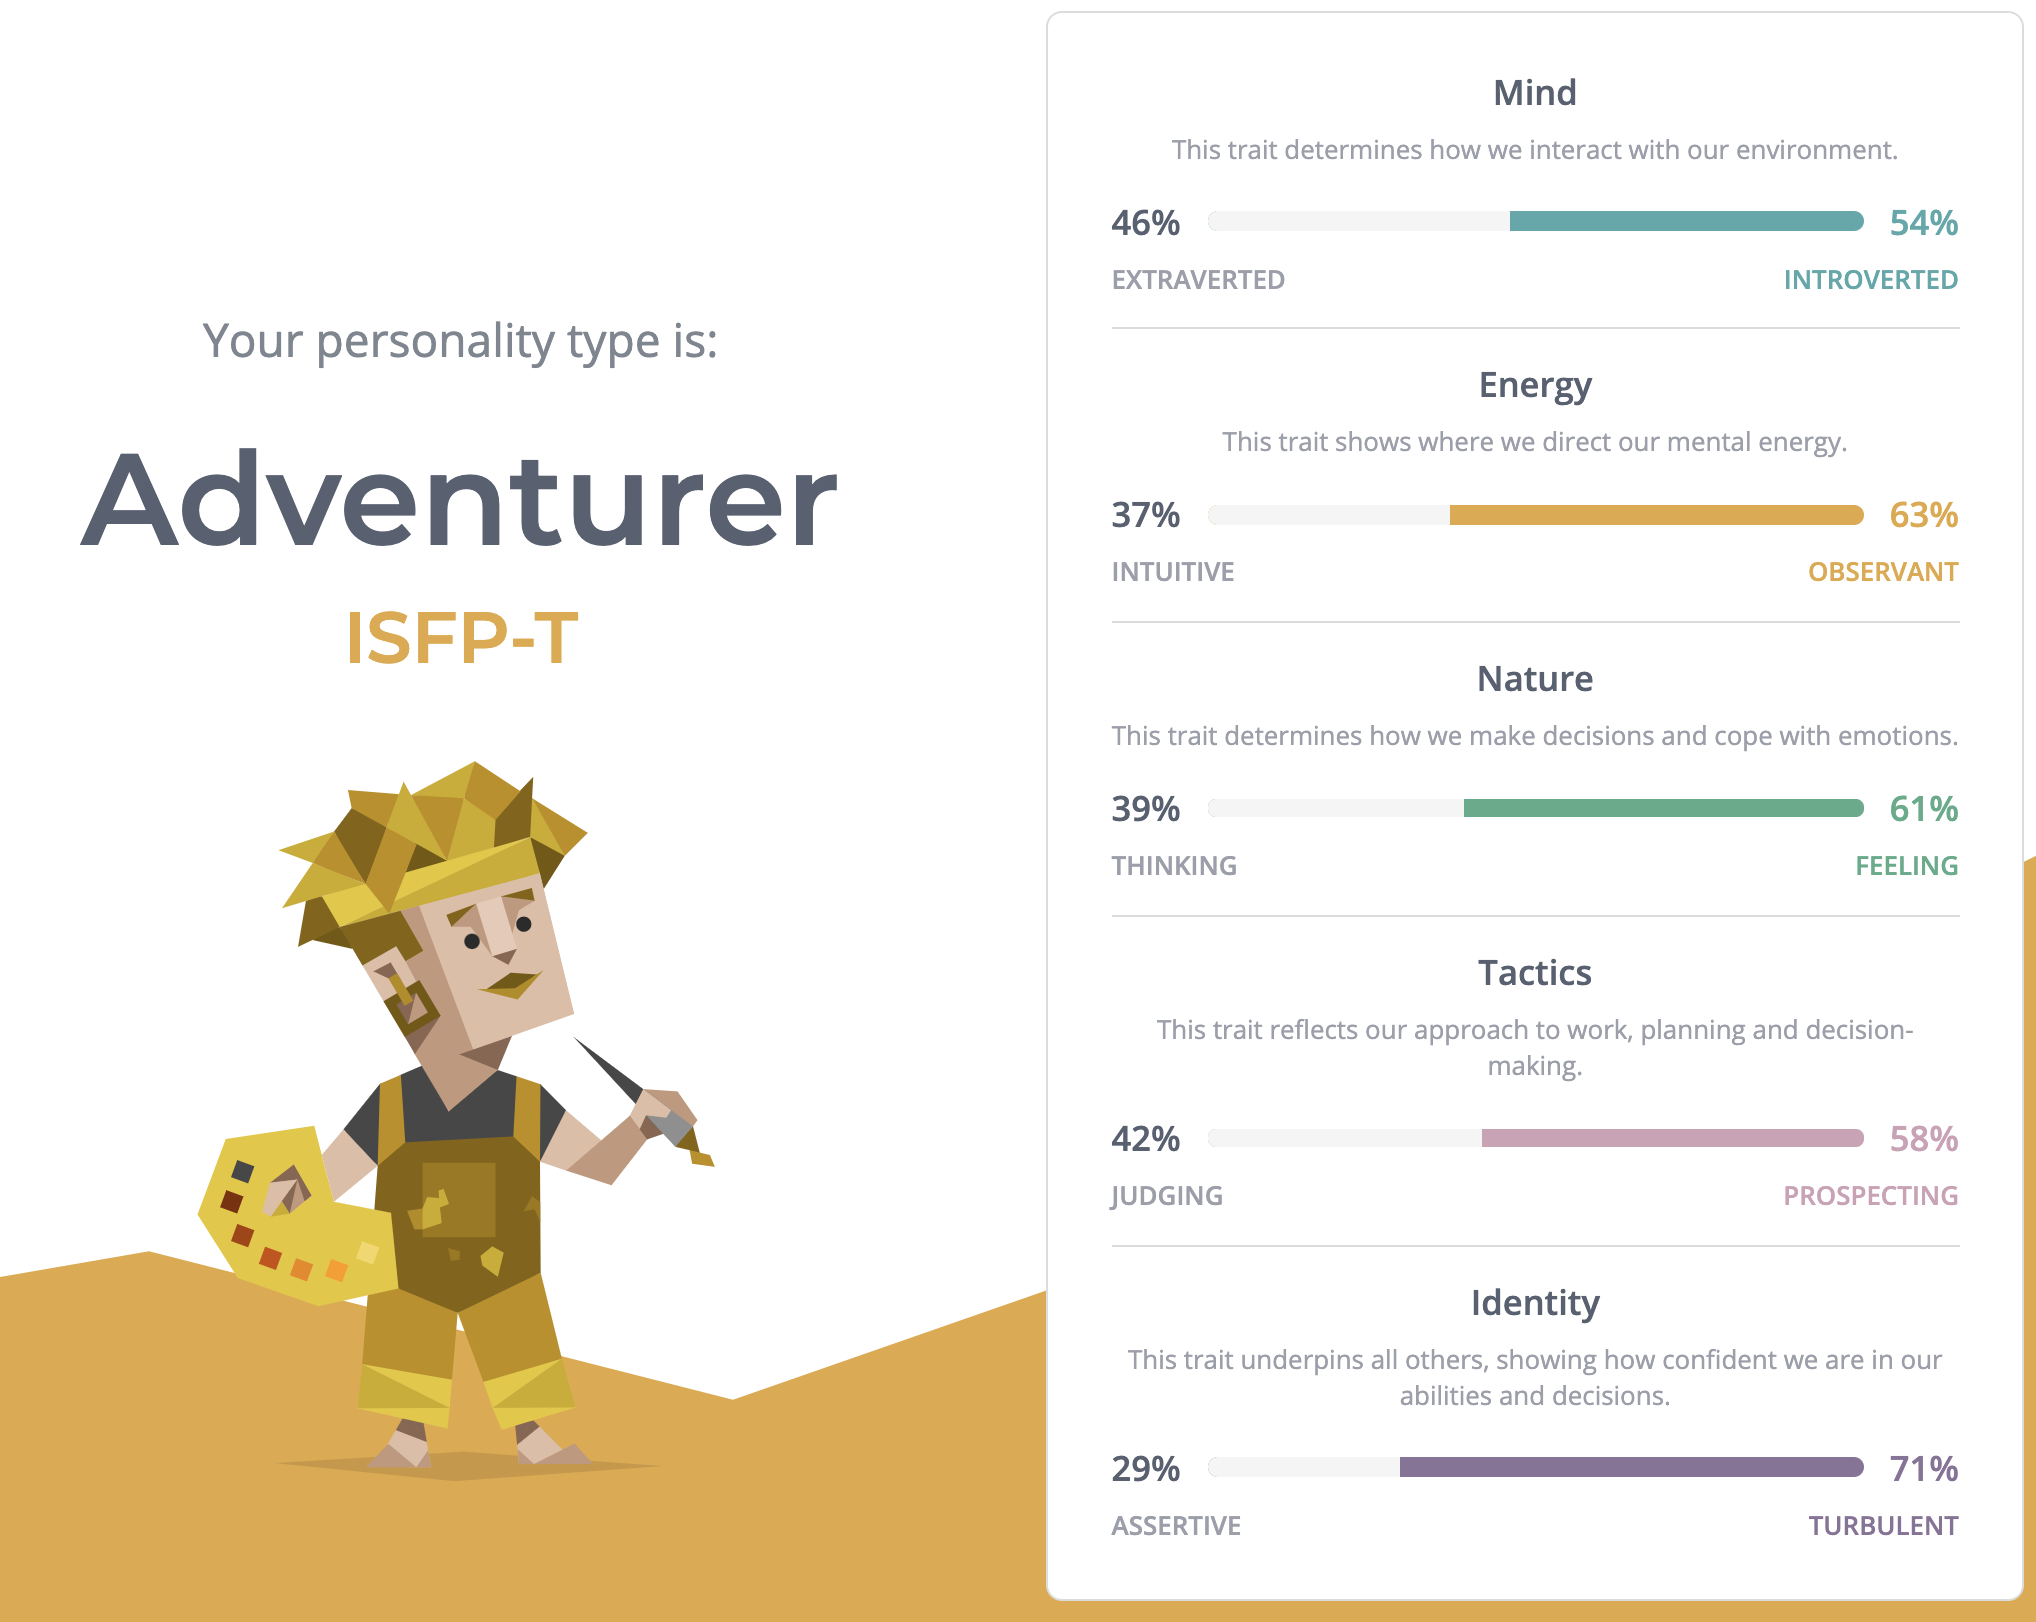 Your personality type is:
Adventurer
ISFP-T
Mind
This trait determines how we interact with our environment.
46% 54%
EXTRAVERTED INTROVERTED
Energy
This trait shows where we direct our mental energy.
37% 63%
INTUITIVE OBSERVANT
Nature
This trait determines how we make decisions and cope with emotions.
39% 61%
THINKING FEELING
Tactics
This trait reflects our approach to work, planning and decision-
making.
42% 58%
JUDGING PROSPECTING
Identity
This trait underpins all others, showing how confident we are in our
abilities and decisions.
29% 71%
ASSERTIVE TURBULENT